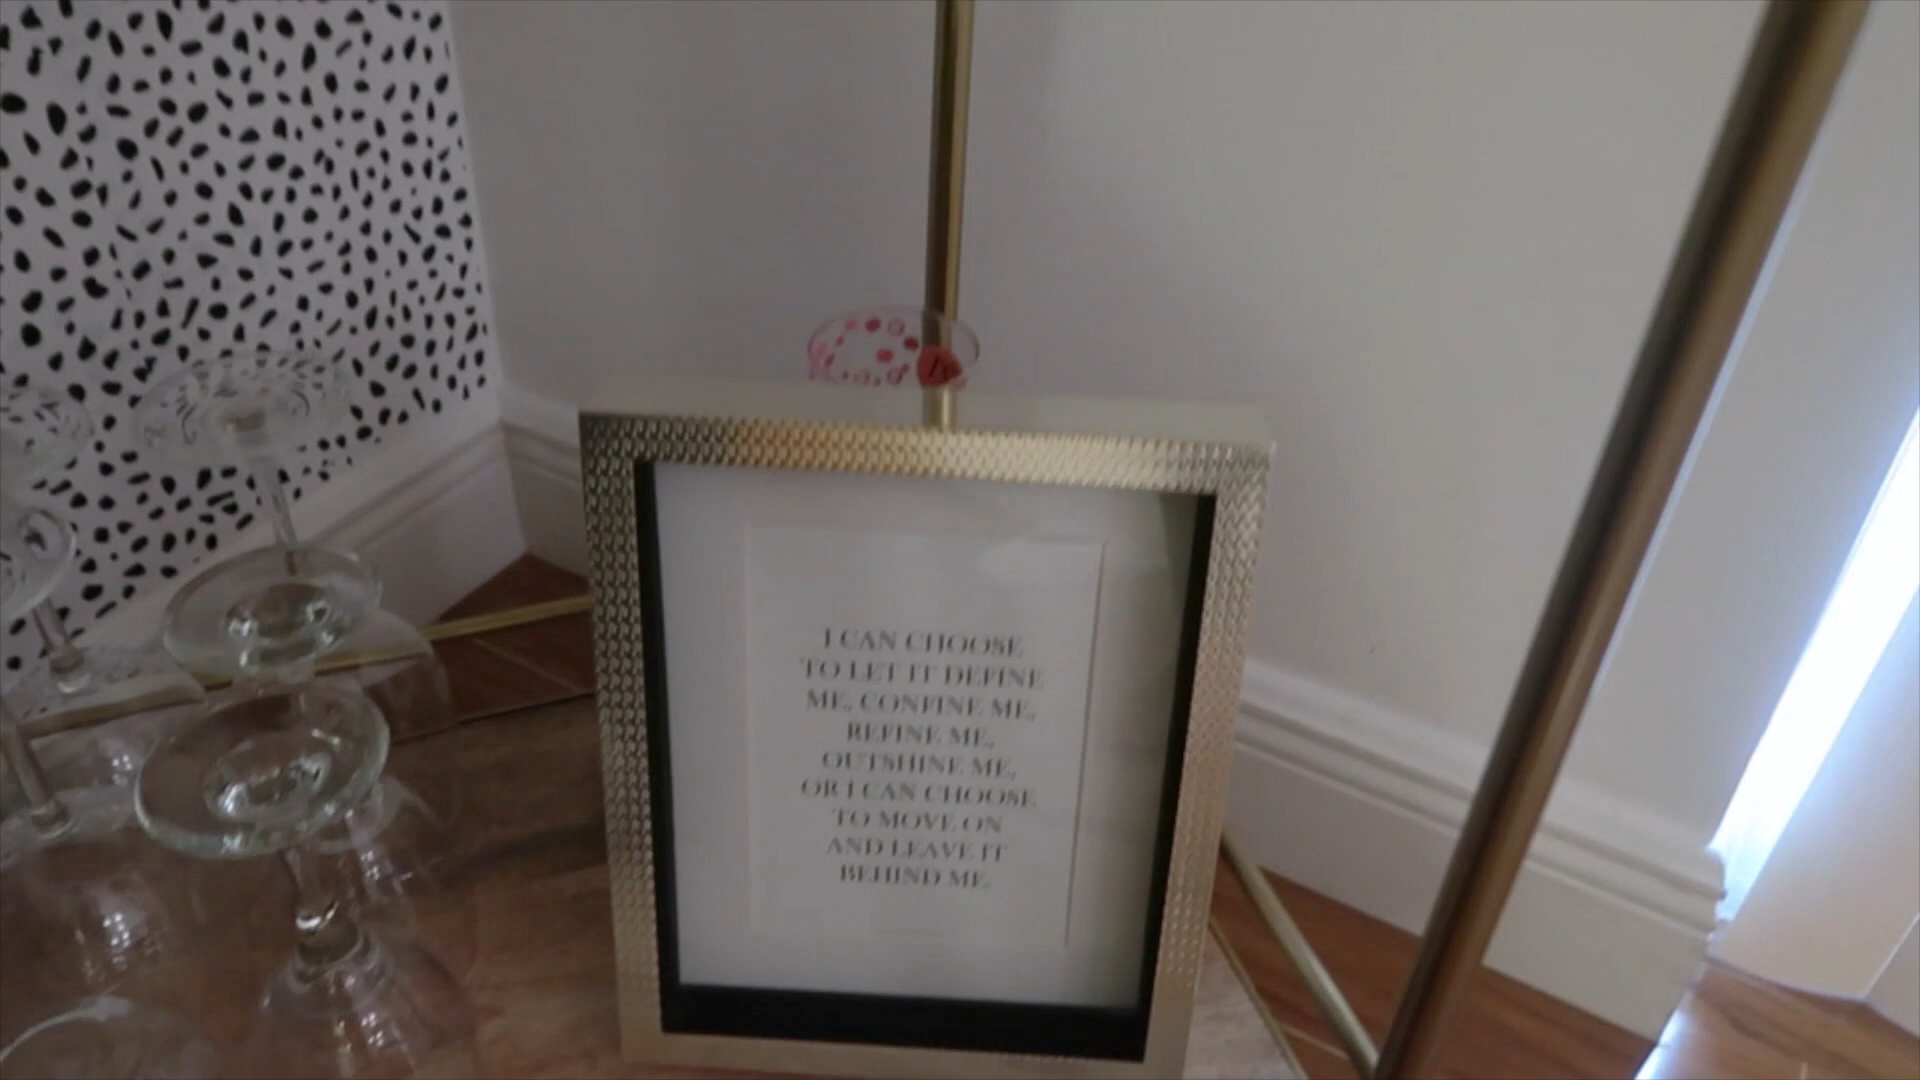 I CAN CHOOSE
TO LET IT DEFINE
ME, CONFINE ME,
REFINE ME,
OUTSHINE ME,
OR I CAN CHOOSE
TO MOVE ON
AND LEAVE IT
BEHIND ME.